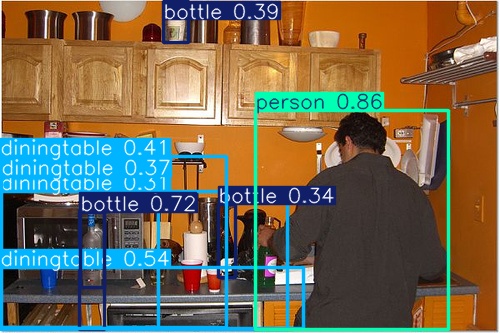 bottle 0.39
person 0.86
diningtable 0.41
diningtable 0.37
diningtable 0.31
bottle 0.72
bottle 0.34
diningtable 0.54